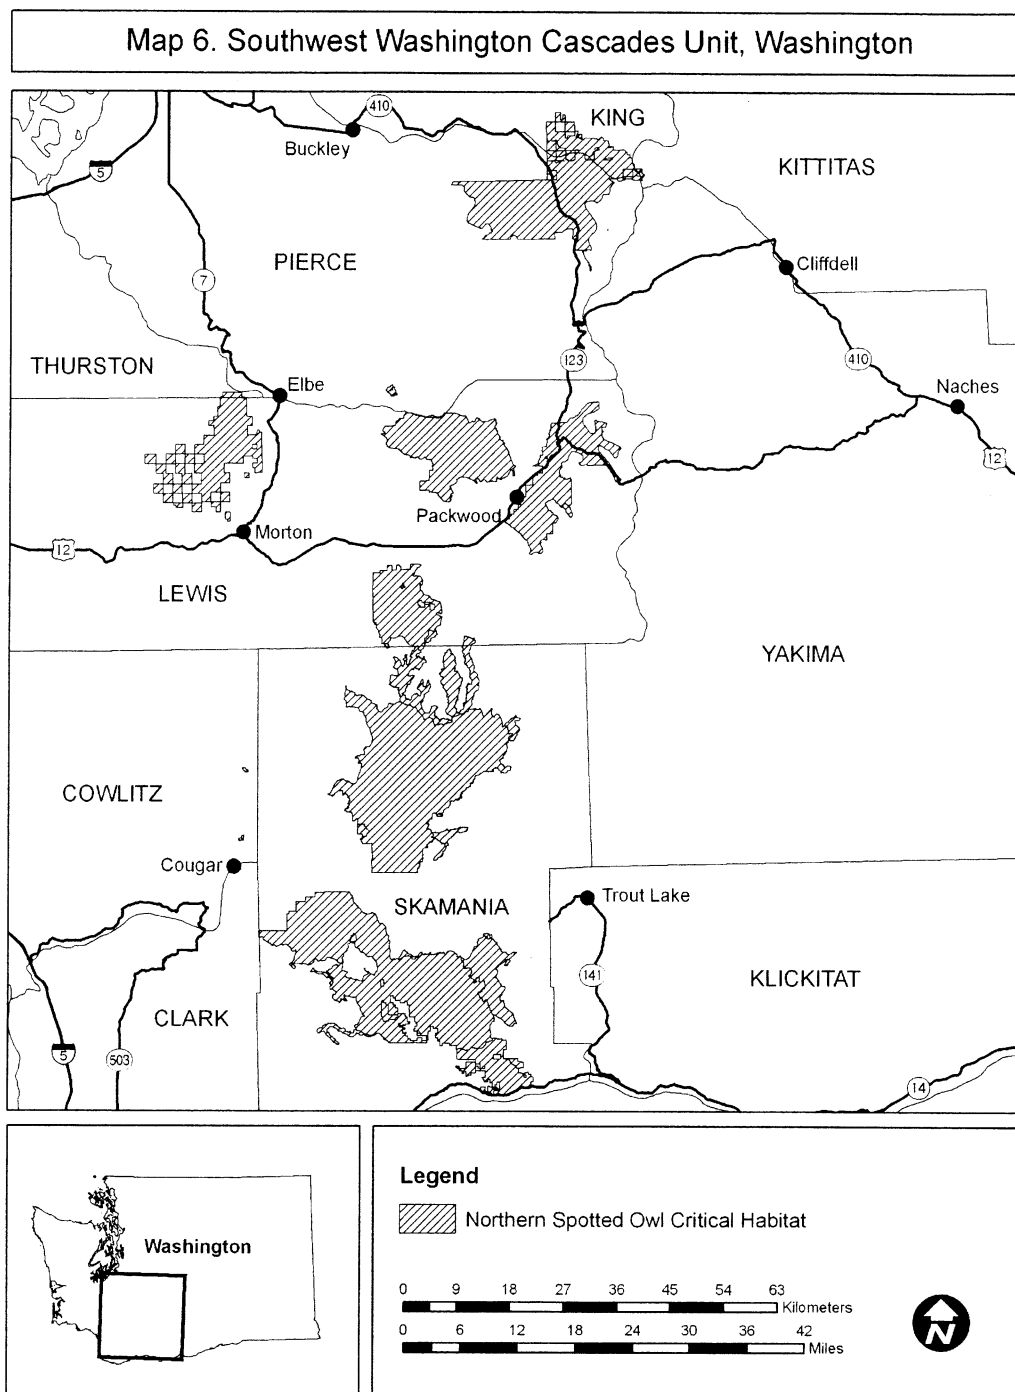 Map 6. Southwest Washington Cascades Unit, Washington
410
KING
Buckley
KITTITAS
5
PIERCE
Cliffdell
7
THURSTON
123
410
Elbe
Naches
12
Packwood
Morton
12
LEWIS
YAKIMA
COWLITZ
Cougar
Trout Lake
SKAMANIA
141
KLICKITAT
CLARK
5
503
14
Washington
Legend
Northern Spotted Owl Critical Habitat
0 9 18 27 36 45 54 63
Kilometers
0 6 12 18 24 30 36 42
Miles
N